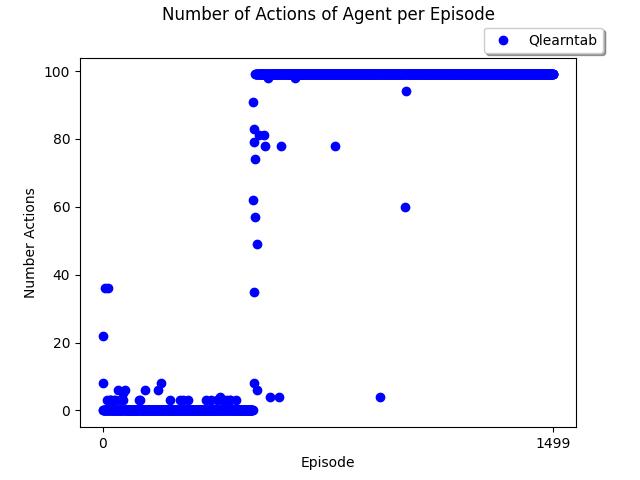 Number of Actions of Agent per Episode
Qlearntab
100
80
60
40
20
0
Number Actions
0
1499
Episode